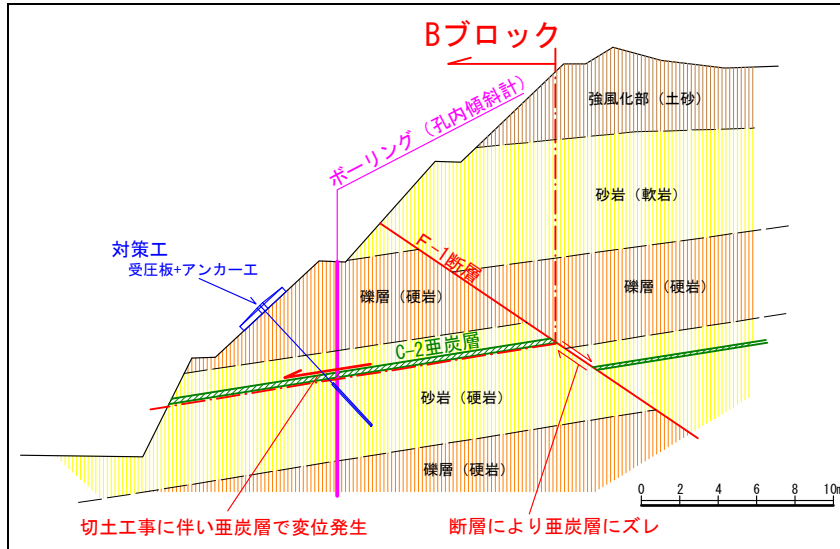 Bブロック
強風化部(土砂)
ボーリング(孔内傾斜計)
砂岩(軟岩)
対策工
受圧板+アンカー工
F-1断層
礫層(硬岩)
礫層(硬岩)
C-2亜炭層
砂岩(硬岩)
礫層(硬岩)
0 2 4 6 8 10m
切土工事に伴い亜炭層で変位発生
断層により亜炭層にズレ